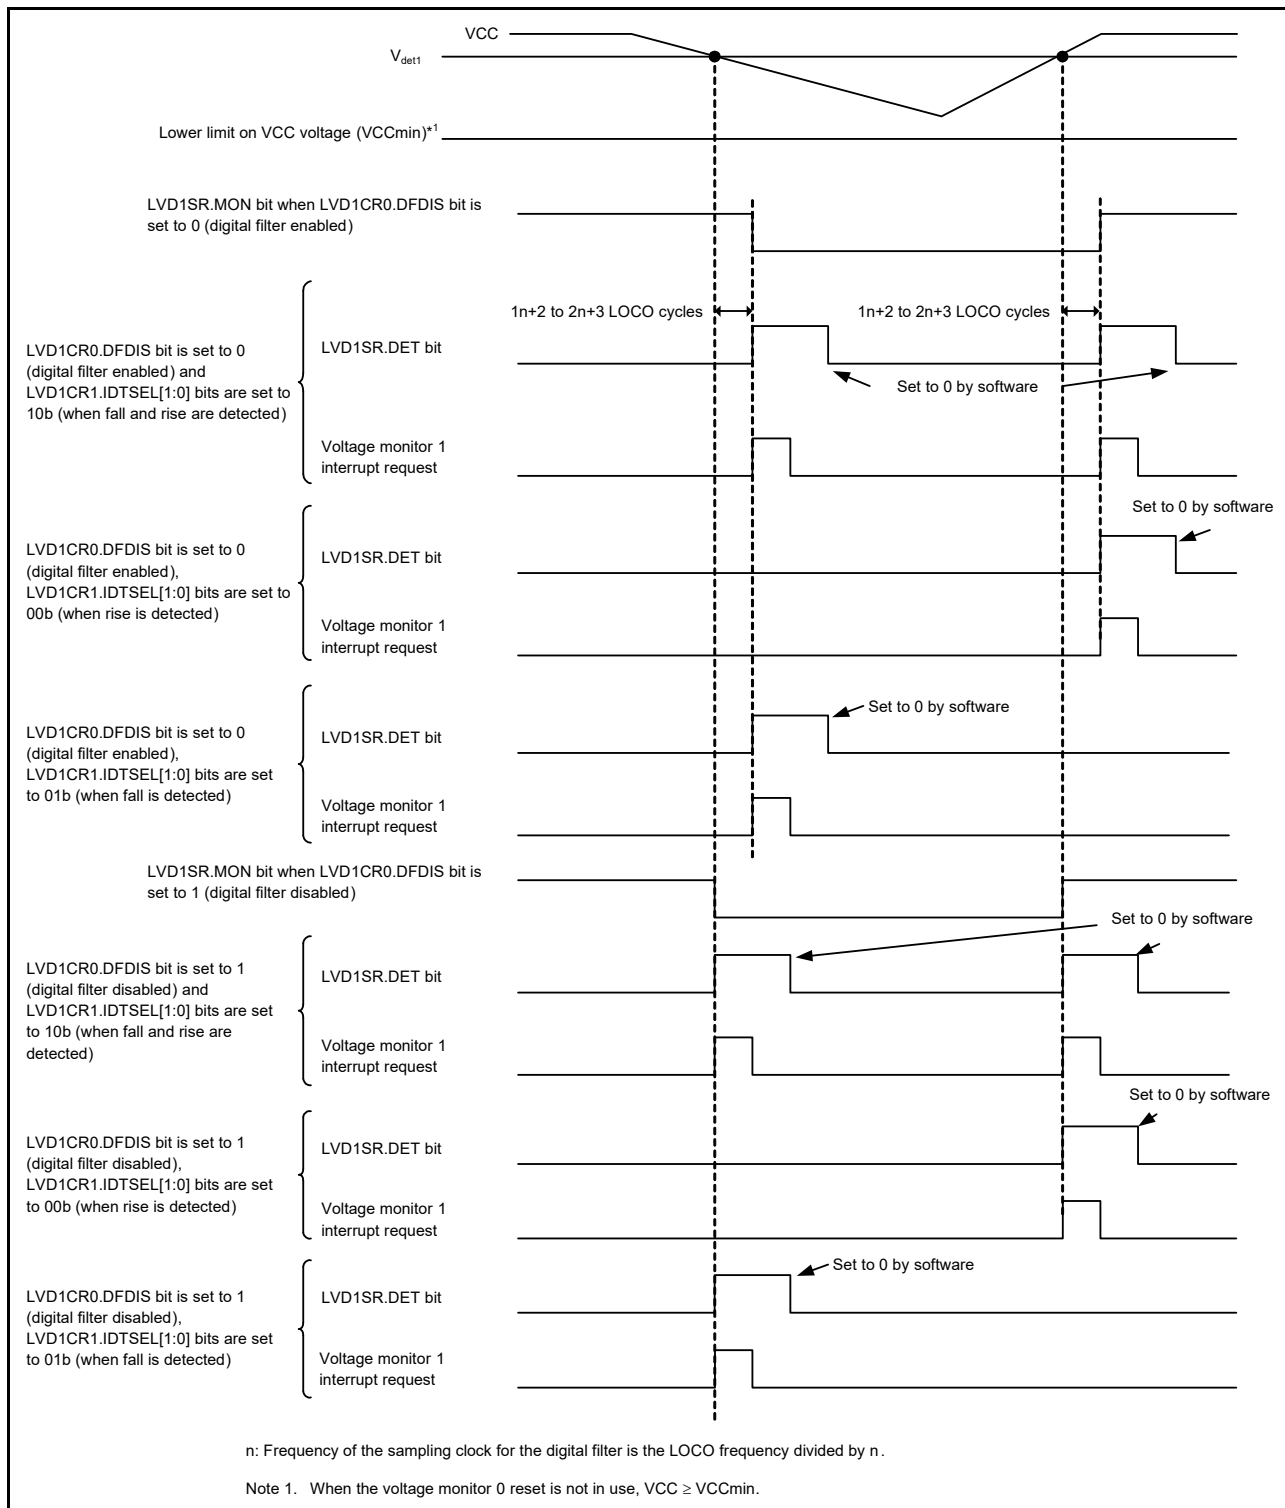 VCC
Vdet1
Lower limit on VCC voltage (VCCmin)*1
LVD1SR.MON bit when LVD1CR0.DFDIS bit is
set to 0 (digital filter enabled)
1n+2 to 2n+3 LOCO cycles
1n+2 to 2n+3 LOCO cycles
LVD1CR0.DFDIS bit is set to 0
(digital filter enabled) and
LVD1CR1.IDTSEL[1:0] bits are set to
10b (when fall and rise are detected)
LVD1SR.DET bit
Set to 0 by software
Voltage monitor 1
interrupt request
Set to 0 by software
LVD1CR0.DFDIS bit is set to 0
(digital filter enabled),
LVD1CR1.IDTSEL[1:0] bits are set to
00b (when rise is detected)
LVD1SR.DET bit
Voltage monitor 1
interrupt request
Set to 0 by software
LVD1CR0.DFDIS bit is set to 0
(digital filter enabled),
LVD1CR1.IDTSEL[1:0] bits are set
to 01b (when fall is detected)
LVD1SR.DET bit
Voltage monitor 1
interrupt request
LVD1SR.MON bit when LVD1CR0.DFDIS bit is
set to 1 (digital filter disabled)
Set to 0 by software
LVD1CR0.DFDIS bit is set to 1
(digital filter disabled) and
LVD1CR1.IDTSEL[1:0] bits are set
to 10b (when fall and rise are
detected)
LVD1SR.DET bit
Voltage monitor 1
interrupt request
Set to 0 by software
LVD1CR0.DFDIS bit is set to 1
(digital filter disabled),
LVD1CR1.IDTSEL[1:0] bits are set
to 00b (when rise is detected)
LVD1SR.DET bit
Voltage monitor 1
interrupt request
Set to 0 by software
LVD1CR0.DFDIS bit is set to 1
(digital filter disabled),
LVD1CR1.IDTSEL[1:0] bits are set
to 01b (when fall is detected)
LVD1SR.DET bit
Voltage monitor 1
interrupt request
n: Frequency of the sampling clock for the digital filter is the LOCO frequency divided by n.
Note 1. When the voltage monitor 0 reset is not in use, VCC ≥ VCCmin.